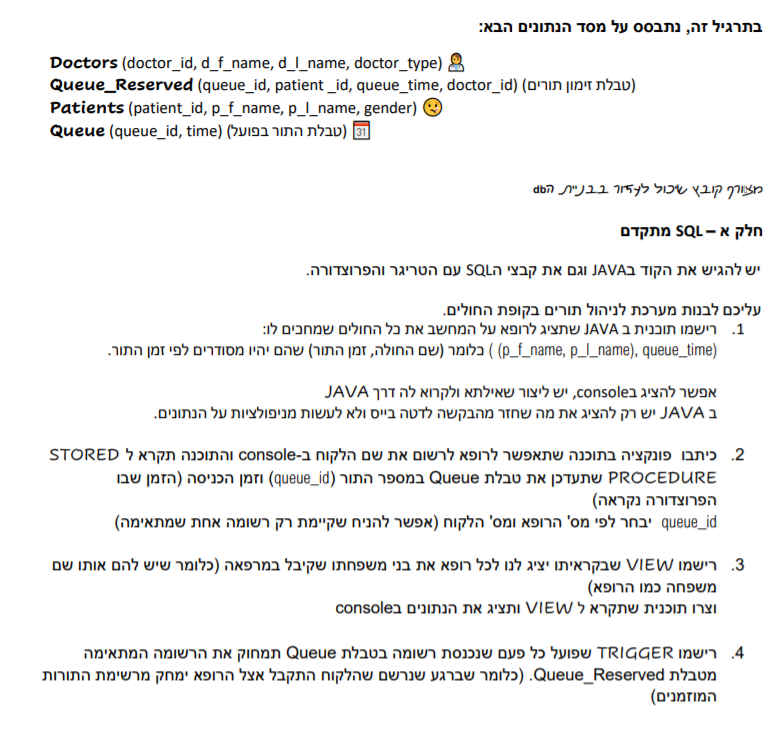 בתרגיל זה, נתבסס על מסד הנתונים הבא:
Doctors (doctor_id, d_f_name, d_l_name, doctor_type)
Queue_Reserved (queue_id, patient _id, queue_time, doctor_id) (טבלת זימון תורים)
Patients (patient_id, p_f_name, p_l_name, gender)
Queue (queue_id, time) (טבלת התור בפועל)
מצורף קובץ שיכול לעזור בבניית הdb
חלק א – SQL מתקדם
יש להגיש את הקוד בJAVA וגם את קבצי הSQL עם הטריגר והפרוצדורה.
עליכם לבנות מערכת לניהול תורים בקופת החולים.
1. רישמו תוכנית ב JAVA שתציג לרופא על המחשב את כל החולים שמחכים לו:
(p_f_name, p_l_name), queue_time) ) כלומר (שם החולה, זמן התור) שהם יהיו מסודרים לפי זמן התור.
אפשר להציג בconsole, יש ליצור שאילתא ולקרוא לה דרך JAVA
ב JAVA יש רק להציג את מה שחזר מהבקשה לדטה בייס ולא לעשות מניפולציות על הנתונים.
2. כיתבו פונקציה בתוכנה שתאפשר לרופא לרשום את שם הלקוח ב-console והתוכנה תקרא ל STORED
PROCEDURE שתעדכן את טבלת Queue במספר התור (queue_id) וזמן הכניסה (הזמן שבו
הפרוצדורה נקראה)
queue_id יבחר לפי מס' הרופא ומס' הלקוח (אפשר להניח שקיימת רק רשומה אחת שמתאימה)
3. רישמו VIEW שבקראיתו יציג לנו לכל רופא את בני משפחתו שקיבל במרפאה (כלומר שיש להם אותו שם
משפחה כמו הרופא)
וצרו תוכנית שתקרא ל VIEW ותציג את הנתונים בconsole
4. רישמו TRIGGER שפועל כל פעם שנכנסת רשומה בטבלת Queue תמחוק את הרשומה המתאימה
מטבלת Queue_Reserved. (כלומר שברגע שנרשם שהלקוח התקבל אצל הרופא ימחק מרשימת התורות
המוזמנים)